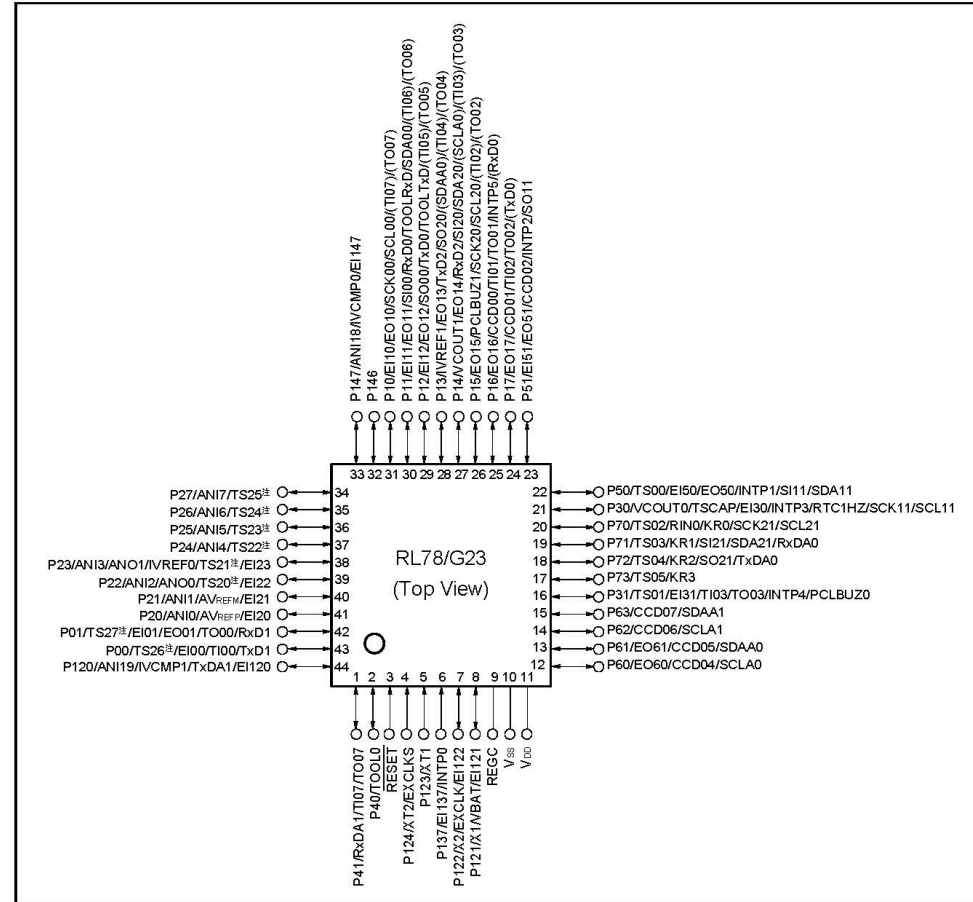 P147/ANI18/IVCMP0/EI147
P146
P10/EI10/EO10/SCK00/SCL00/(TI07)/(TO07)
P11/EI11/EO11/SI00/RxD0/TOOLRxD/SDA00/(TI06)/(TO06)
P12/EI12/EO12/SO00/TxD0/TOOLTxD/(TI05)/(TO05)
P13/IVREF1/EO13/TxD2/SO20/(SDAA0)/(TI04)/(TO04)
P14/VCOUT1/EO14/RxD2/SI20/SDA20/(SCLA0)/(TI03)/(TO03)
P15/EO15/PCLBUZ1/SCK20/SCL20/(TI02)/(TO02)
P16/EO16/CCD00/TI01/TO01/INTP5/(RxD0)
P17/EO17/CCD01/TI02/TO02/(TxD0)
P51/EI51/EO51/CCD02/INTP2/SO11
33 32 31 30 29 28 27 26 25 24 23
P27/ANI7/TS25注 34
P26/ANI6/TS24注 35
P25/ANI5/TS23注 36
P24/ANI4/TS22注 37
P23/ANI3/ANO1/IVREF0/TS21注/EI23 38
P22/ANI2/ANO0/TS20注/EI22 39
P21/ANI1/AVREFM/EI21 40
P20/ANI0/AVREFP/EI20 41
P01/TS27注/EI01/EO01/TO00/RxD1 42
P00/TS26注/EI00/TI00/TxD1 43
P120/ANI19/IVCMP1/TxDA1/EI120 44
RL78/G23
(Top View)
22 P50/TS00/EI50/EO50/INTP1/SI11/SDA11
21 P30/VCOUT0/TSCAP/EI30/INTP3/RTC1HZ/SCK11/SCL11
20 P70/TS02/RIN0/KR0/SCK21/SCL21
19 P71/TS03/KR1/SI21/SDA21/RxDA0
18 P72/TS04/KR2/SO21/TxDA0
17 P73/TS05/KR3
16 P31/TS01/EI31/TI03/TO03/INTP4/PCLBUZ0
15 P63/CCD07/SDAA1
14 P62/CCD06/SCLA1
13 P61/EO61/CCD05/SDAA0
12 P60/EO60/CCD04/SCLA0
1 2 3 4 5 6 7 8 9 10 11
P41/RxDA1/TI07/TO07
P40/TOOL0
RESET
P124/XT2/EXCLKS
P123/XT1
P137/EI137/INTP0
P122/X2/EXCLK/EI122
P121/X1/VBAT/EI121
REGC
VSS
VDD